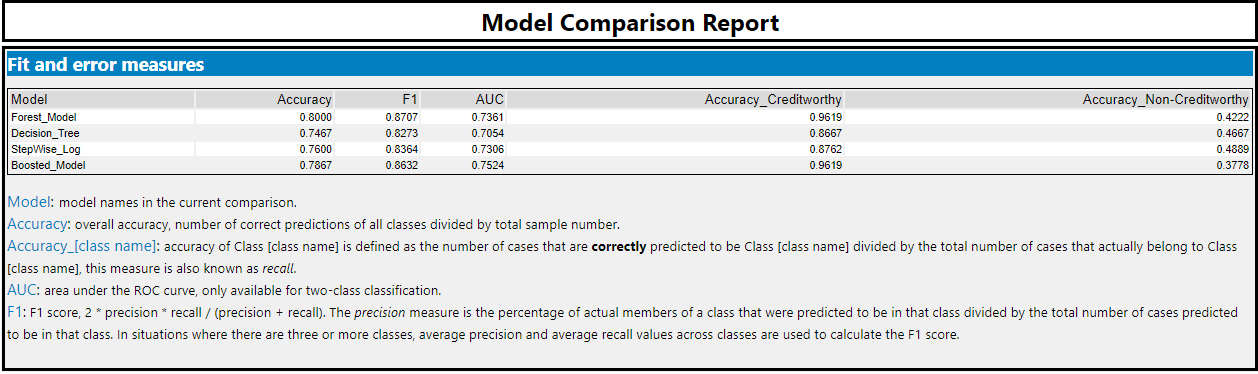 Model Comparison Report
Fit and error measures
Model Accuracy F1 AUC Accuracy_Creditworthy Accuracy_Non-Creditworthy
Forest_Model 0.8000 0.8707 0.7361 0.9619 0.4222
Decision_Tree 0.7467 0.8273 0.7054 0.8667 0.4667
StepWise_Log 0.7600 0.8364 0.7306 0.8762 0.4889
Boosted_Model 0.7867 0.8632 0.7524 0.9619 0.3778
Model: model names in the current comparison.
Accuracy: overall accuracy, number of correct predictions of all classes divided by total sample number.
Accuracy_[class name]: accuracy of Class [class name] is defined as the number of cases that are correctly predicted to be Class [class name] divided by the total number of cases that actually belong to Class
[class name], this measure is also known as recall.
AUC: area under the ROC curve, only available for two-class classification.
F1: F1 score, 2 * precision * recall / (precision + recall). The precision measure is the percentage of actual members of a class that were predicted to be in that class divided by the total number of cases predicted
to be in that class. In situations where there are three or more classes, average precision and average recall values across classes are used to calculate the F1 score.